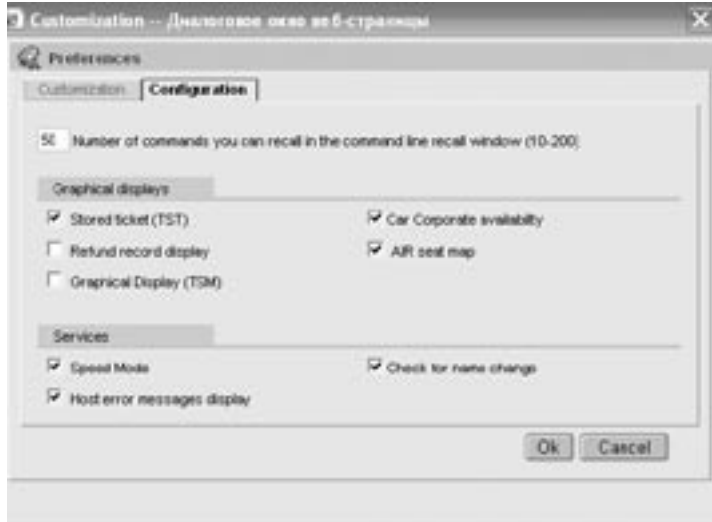 Customization -- Диалоговое окно веб-страницы
Preferences
Customization Configuration
50 Number of commands you can recall in the command line recall window (10-200)
Graphical displays
Stored ticket (TST) Car Corporate availabilty
Refund record display AIR seat map
Graphical Display (TSM)
Services
Speed Mode Check for name change
Host error messages display
Ok Cancel